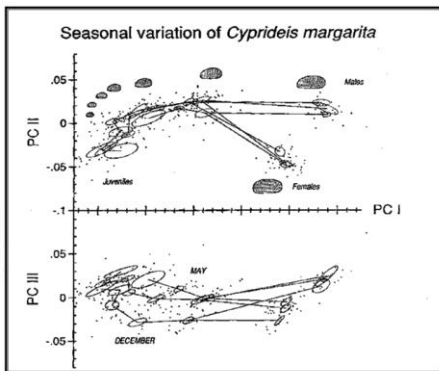 Seasonal variation of Cyprideis margarita
.05
Males
PC II
0
-.05
Juveniles
Females
-.1
PC I
.05
MAY
PC III
0
-.05
DECEMBER